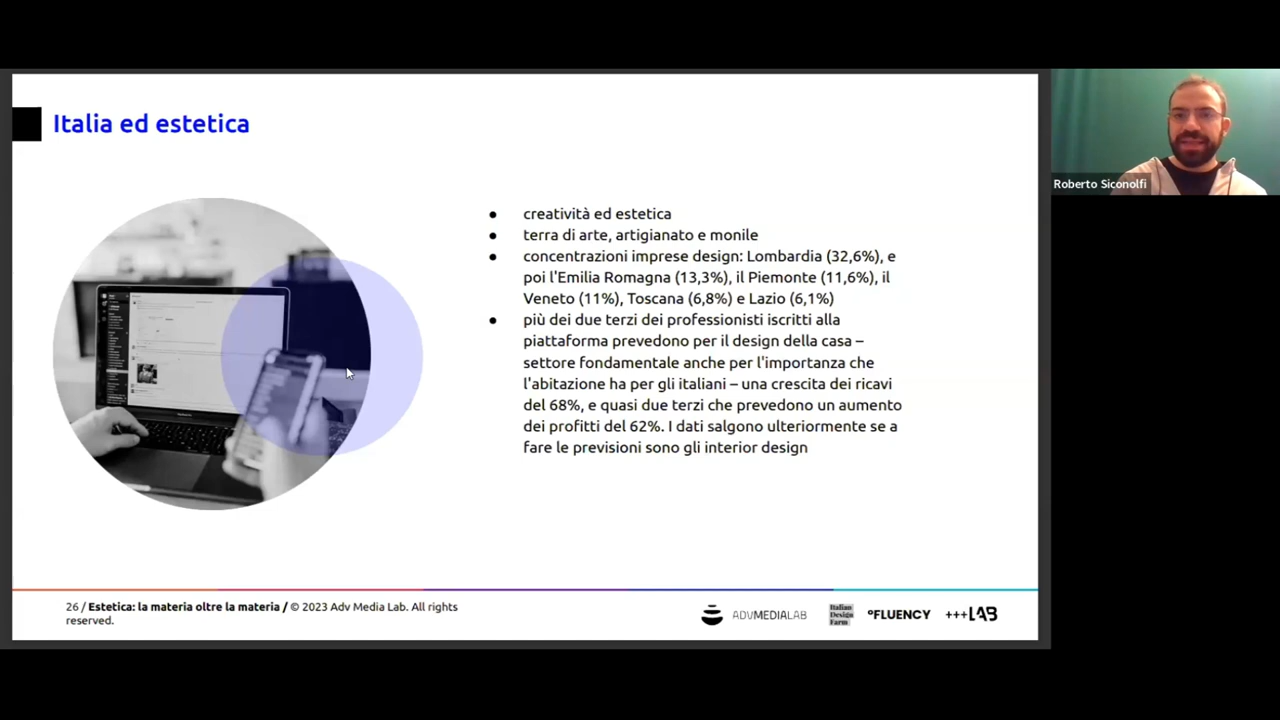 Italia ed estetica
Roberto Siconolfi
● creatività ed estetica
● terra di arte, artigianato e monile
● concentrazioni imprese design: Lombardia (32,6%), e
poi l'Emilia Romagna (13,3%), il Piemonte (11,6%), il
Veneto (11%), Toscana (6,8%) e Lazio (6,1%)
● più dei due terzi dei professionisti iscritti alla
piattaforma prevedono per il design della casa –
settore fondamentale anche per l'importanza che
l'abitazione ha per gli italiani – una crescita dei ricavi
del 68%, e quasi due terzi che prevedono un aumento
dei profitti del 62%. I dati salgono ulteriormente se a
fare le previsioni sono gli interior design
26 / Estetica: la materia oltre la materia / © 2023 Adv Media Lab. All rights
reserved.
ADVMEDIALAB
Italian
Design
Farm
°FLUENCY
+++LAB